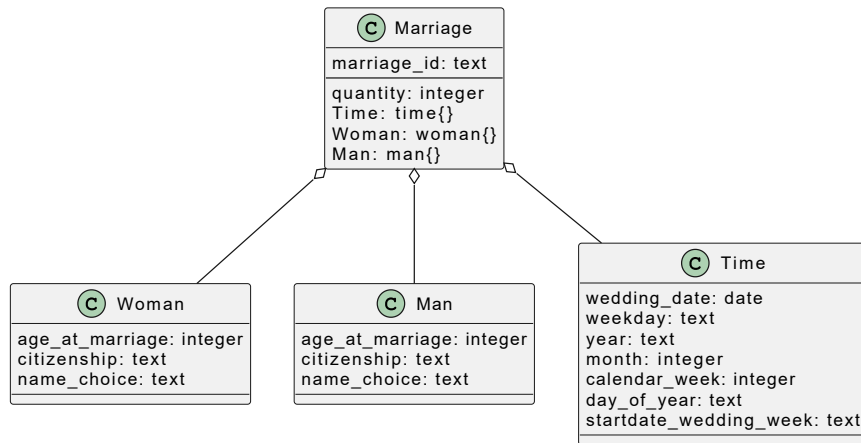 C Marriage
marriage_id: text
quantity: integer
Time: time{}
Woman: woman{}
Man: man{}
C Woman
age_at_marriage: integer
citizenship: text
name_choice: text
C Man
age_at_marriage: integer
citizenship: text
name_choice: text
C Time
wedding_date: date
weekday: text
year: text
month: integer
calendar_week: integer
day_of_year: text
startdate_wedding_week: text